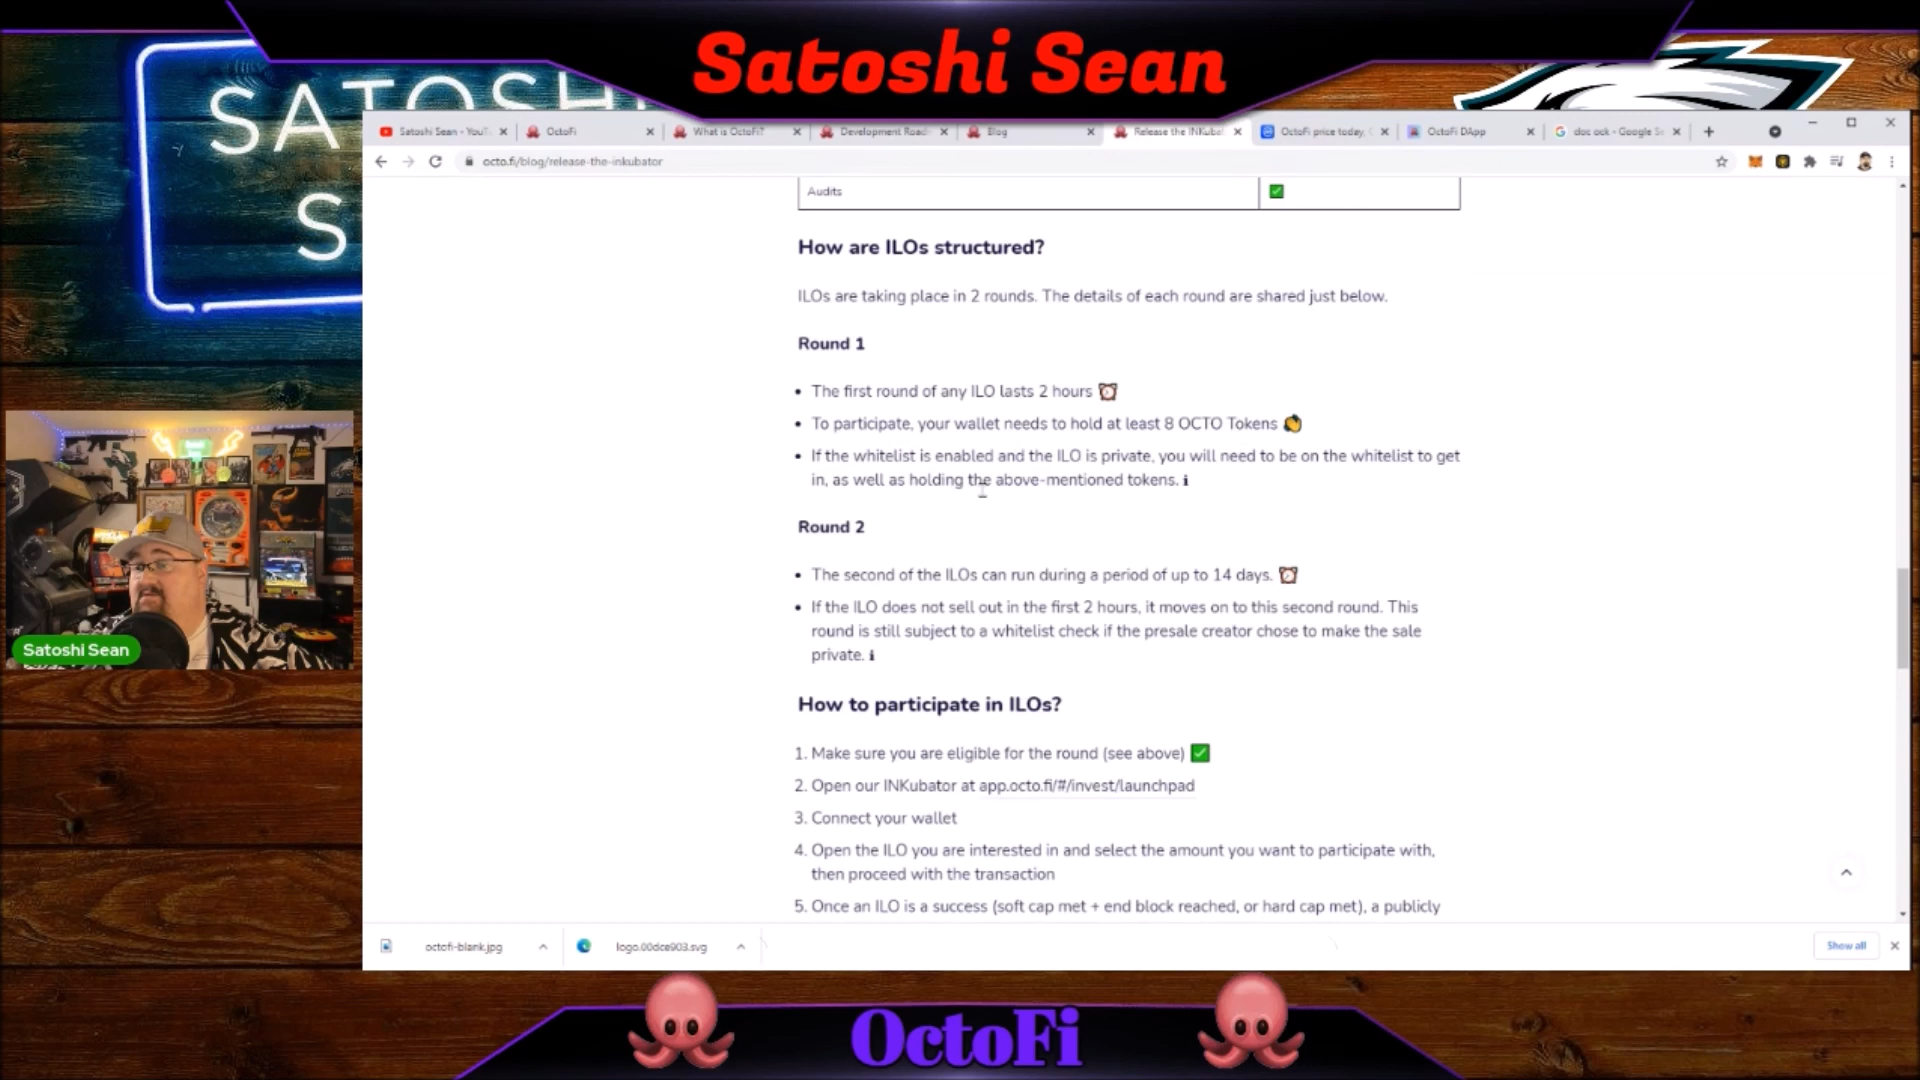 Satoshi Sean
SATOSHI
S
Satoshi Sean - YouT
OctoFi
What is OctoFi?
Development Road
Blog
Release the INKuba
OctoFi price today,
OctoFi DApp
doc ock - Google Se
octo.fi/blog/release-the-inkubator
Audits
How are ILOs structured?
ILOs are taking place in 2 rounds. The details of each round are shared just below.
Round 1
• The first round of any ILO lasts 2 hours ⏰
• To participate, your wallet needs to hold at least 8 OCTO Tokens
• If the whitelist is enabled and the ILO is private, you will need to be on the whitelist to get
in, as well as holding the above-mentioned tokens. ℹ
Round 2
• The second of the ILOs can run during a period of up to 14 days. ⏰
• If the ILO does not sell out in the first 2 hours, it moves on to this second round. This
round is still subject to a whitelist check if the presale creator chose to make the sale
private. ℹ
How to participate in ILOs?
1. Make sure you are eligible for the round (see above) ✅
2. Open our INKubator at app.octo.fi/#/invest/launchpad
3. Connect your wallet
4. Open the ILO you are interested in and select the amount you want to participate with,
then proceed with the transaction
5. Once an ILO is a success (soft cap met + end block reached, or hard cap met), a publicly
Satoshi Sean
octofi-blank.jpg
logo.00dce903.svg
Show all
OctoFi